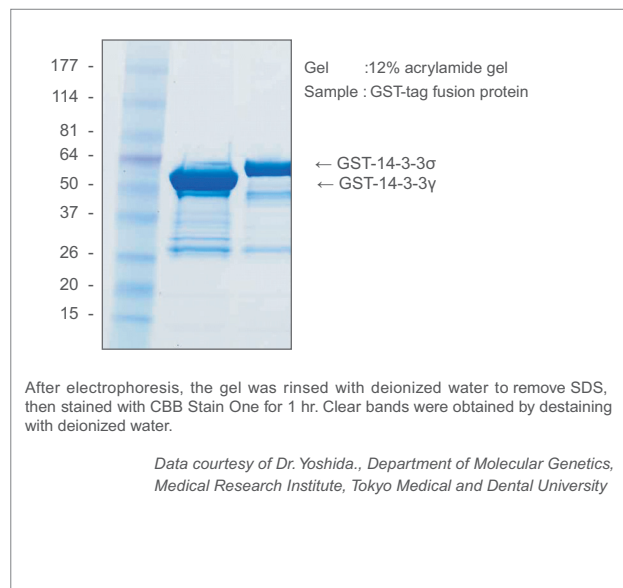 177 -
114 -
81 -
64 -
50 -
37 -
26 -
20 -
15 -
Gel :12% acrylamide gel
Sample : GST-tag fusion protein
← GST-14-3-3σ
← GST-14-3-3γ
After electrophoresis, the gel was rinsed with deionized water to remove SDS,
then stained with CBB Stain One for 1 hr. Clear bands were obtained by destaining
with deionized water.
Data courtesy of Dr. Yoshida., Department of Molecular Genetics,
Medical Research Institute, Tokyo Medical and Dental University